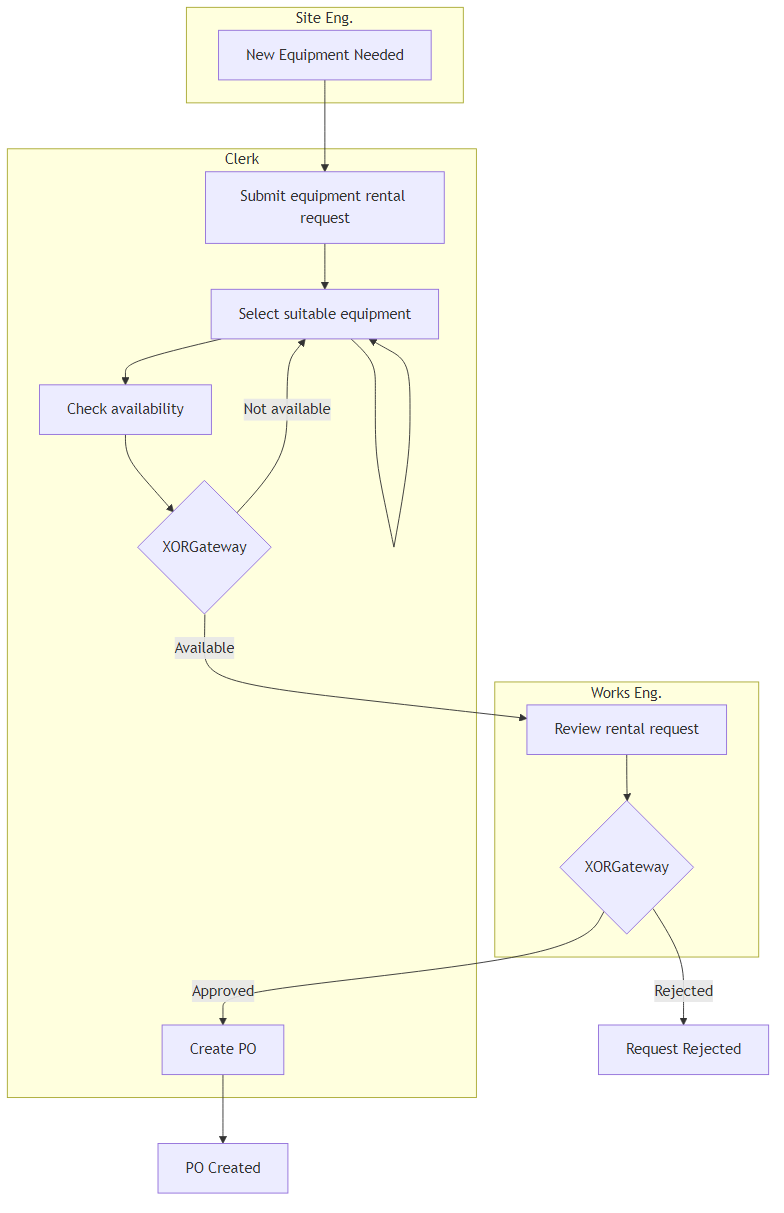 Site Eng.
New Equipment Needed
Clerk
Submit equipment rental
request
Select suitable equipment
Check availability
Not available
XORGateway
Available
Works Eng.
Review rental request
XORGateway
Approved
Rejected
Create PO
Request Rejected
PO Created